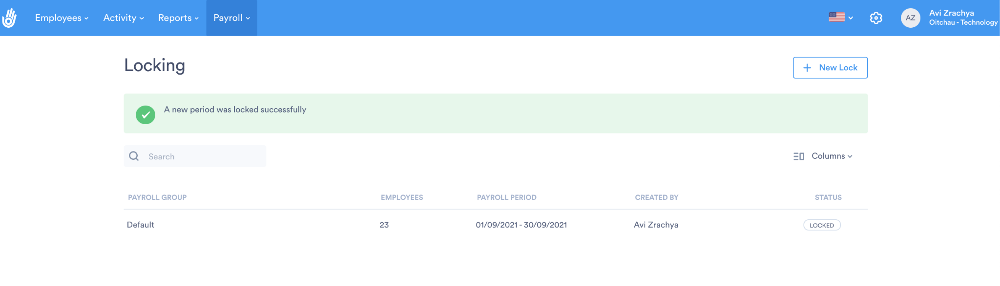 Employees Activity Reports Payroll AZ Avi Zrachya
Oitchau - Technology
Locking
New Lock
A new period was locked successfully
Search
Columns
PAYROLL GROUP EMPLOYEES PAYROLL PERIOD CREATED BY STATUS
Default 23 01/09/2021 - 30/09/2021 Avi Zrachya LOCKED